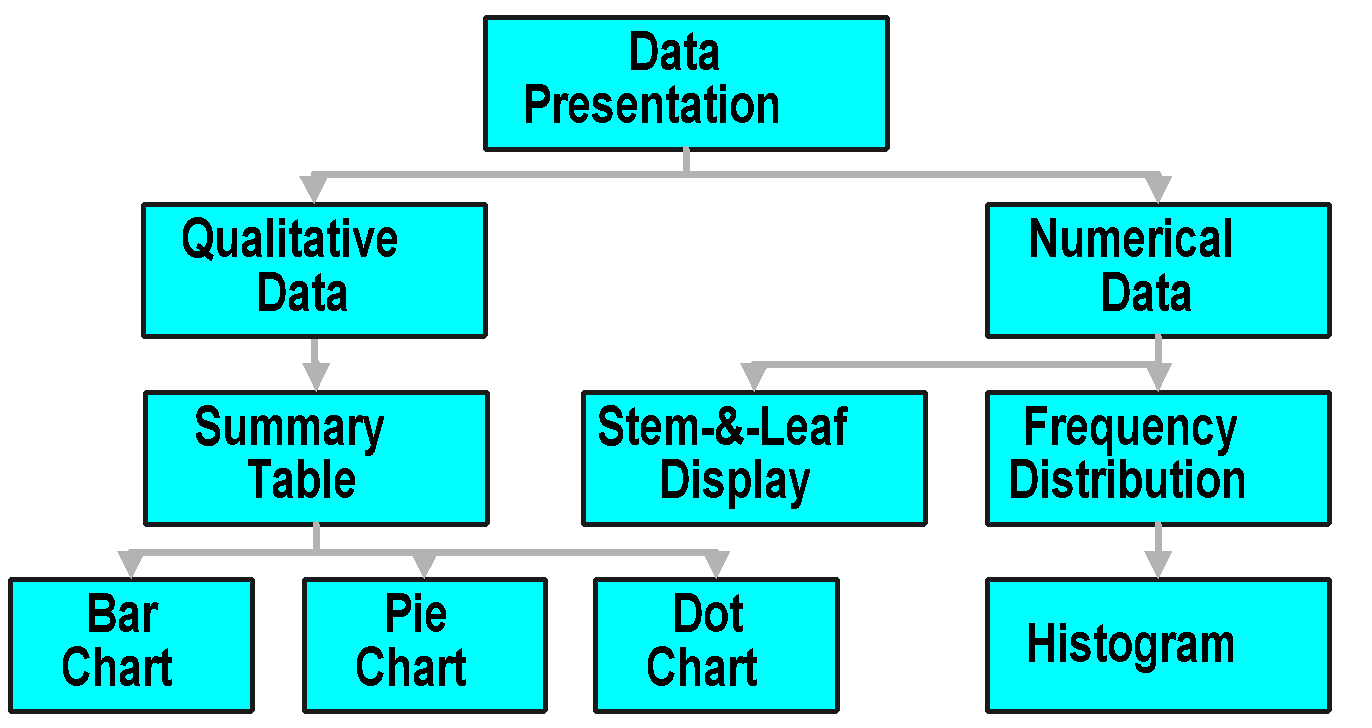 Data
Presentation
Qualitative
Data
Numerical
Data
Summary
Table
Stem-&-Leaf
Display
Frequency
Distribution
Bar
Chart
Pie
Chart
Dot
Chart
Histogram